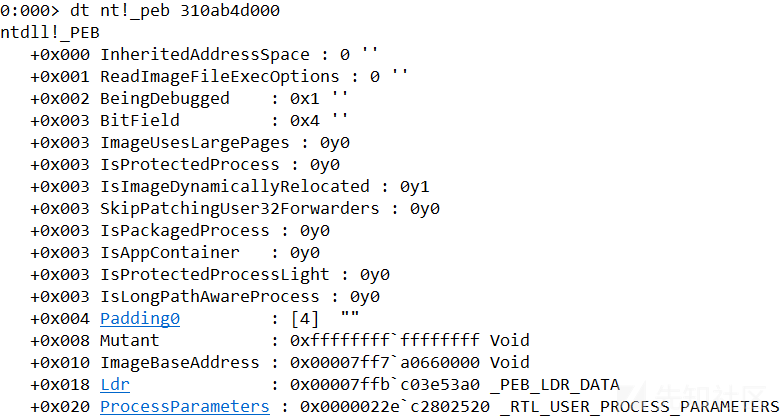 0:000> dt nt!_peb 310ab4d000
ntdll!_PEB
+0x000 InheritedAddressSpace : 0 ''
+0x001 ReadImageFileExecOptions : 0 ''
+0x002 BeingDebugged : 0x1 ''
+0x003 BitField : 0x4 ''
+0x003 ImageUsesLargePages : 0y0
+0x003 IsProtectedProcess : 0y0
+0x003 IsImageDynamicallyRelocated : 0y1
+0x003 SkipPatchingUser32Forwarders : 0y0
+0x003 IsPackagedProcess : 0y0
+0x003 IsAppContainer : 0y0
+0x003 IsProtectedProcessLight : 0y0
+0x003 IsLongPathAwareProcess : 0y0
+0x004 Padding0 : [4] ""
+0x008 Mutant : 0xffffffff`ffffffff Void
+0x010 ImageBaseAddress : 0x00007ff7`a0660000 Void
+0x018 Ldr : 0x00007ffb`c03e53a0 _PEB_LDR_DATA
+0x020 ProcessParameters : 0x0000022e`c2802520 _RTL_USER_PROCESS_PARAMETERS